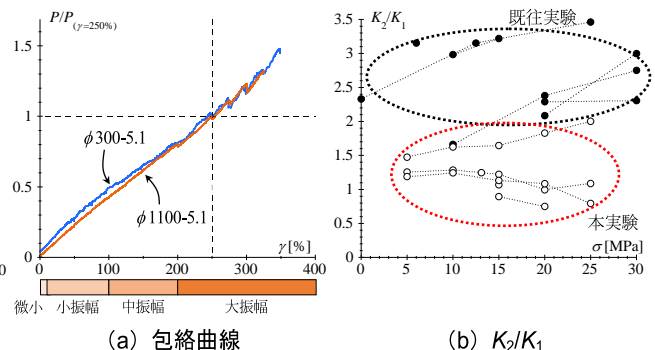 P/P(γ=250%)
1.5
1
0.5
0
φ300-5.1
φ1100-5.1
γ[%]
0
100
200
300
400
微小
小振幅
中振幅
大振幅
(a) 包絡曲線
K₂/K₁
3.5
3
2.5
2
1.5
1
0.5
0
既往実験
本実験
σ[MPa]
0
5
10
15
20
25
30
(b) K₂/K₁
0